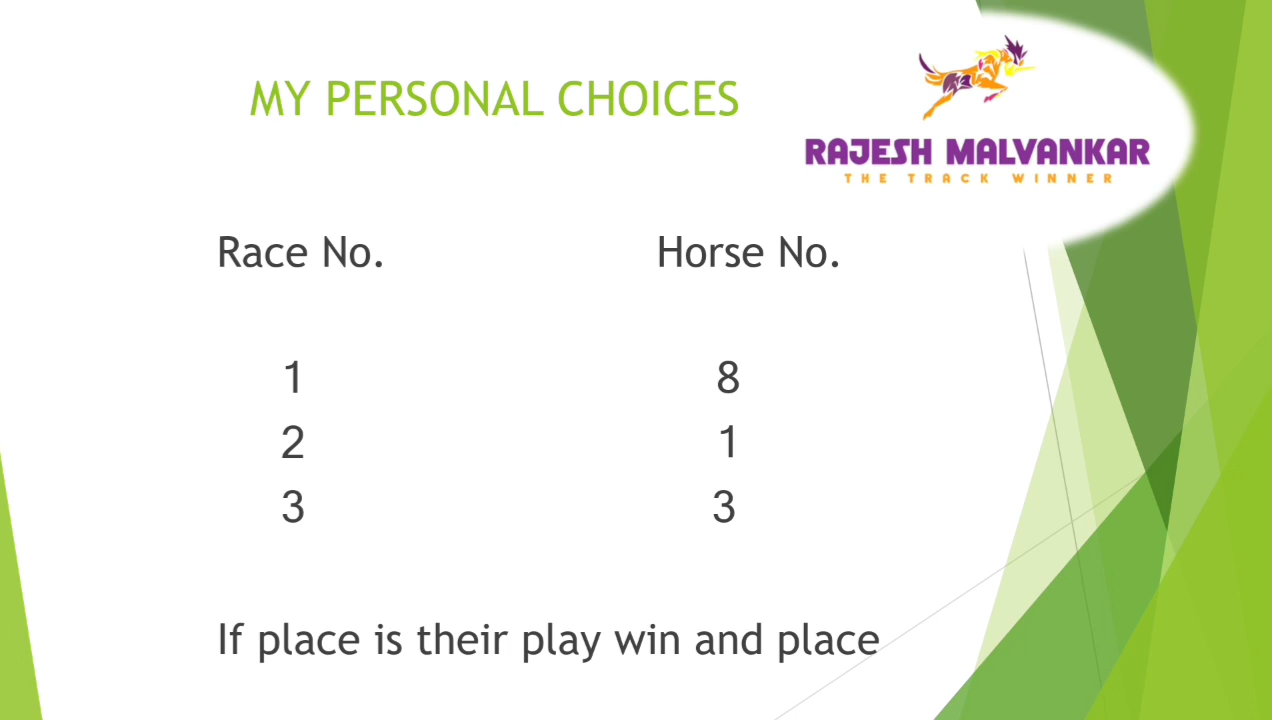 MY PERSONAL CHOICES
RAJESH MALVANKAR
THE TRACK WINNER
Race No. Horse No.
1 8
2 1
3 3
If place is their play win and place